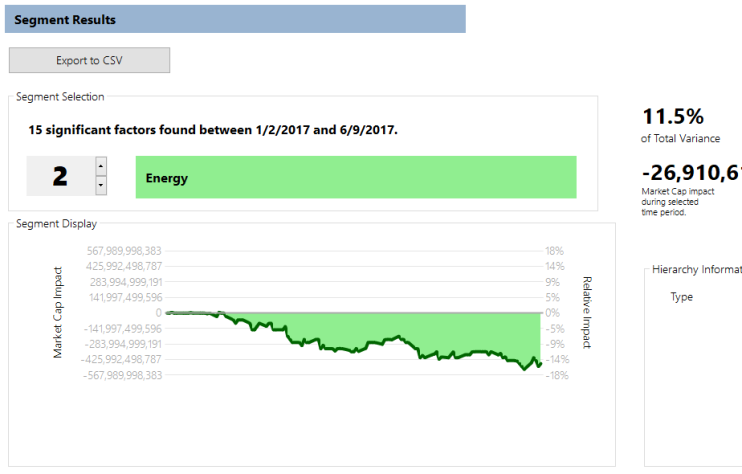 Segment Results
Export to CSV
Segment Selection
15 significant factors found between 1/2/2017 and 6/9/2017.
2
Energy
11.5%
of Total Variance
-26,910,6
Market Cap impact
during selected
time period.
Segment Display
Market Cap Impact
567,989,998,383
425,992,498,787
283,994,999,191
141,997,499,596
0
-141,997,499,596
-283,994,999,191
-425,992,498,787
-567,989,998,383
18%
14%
9%
5%
0%
-5%
-9%
-14%
-18%
Relative Impact
Hierarchy Informat
Type